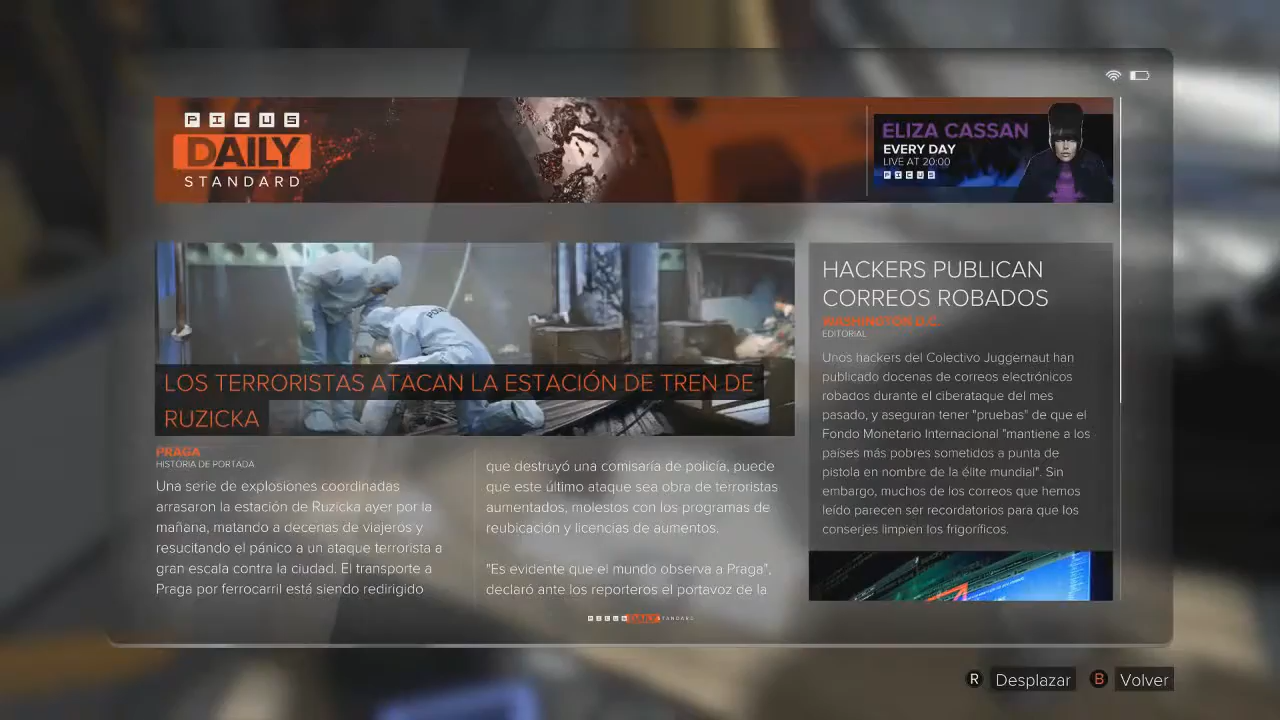 PICUS
DAILY
STANDARD
ELIZA CASSAN
EVERY DAY
LIVE AT 20:00
PICUS
LOS TERRORISTAS ATACAN LA ESTACIÓN DE TREN DE
RUZICKA
PRAGA
HISTORIA DE PORTADA
Una serie de explosiones coordinadas
arrasaron la estación de Ruzicka ayer por la
mañana, matando a decenas de viajeros y
resucitando el pánico a un ataque terrorista a
gran escala contra la ciudad. El transporte a
Praga por ferrocarril está siendo redirigido
que destruyó una comisaría de policía, puede
que este último ataque sea obra de terroristas
aumentados, molestos con los programas de
reubicación y licencias de aumentos.
"Es evidente que el mundo observa a Praga",
declaró ante los reporteros el portavoz de la
HACKERS PUBLICAN
CORREOS ROBADOS
WASHINGTON D.C.
EDITORIAL
Unos hackers del Colectivo Juggernaut han
publicado docenas de correos electrónicos
robados durante el ciberataque del mes
pasado, y aseguran tener "pruebas" de que el
Fondo Monetario Internacional "mantiene a los
países más pobres sometidos a punta de
pistola en nombre de la élite mundial". Sin
embargo, muchos de los correos que hemos
leído parecen ser recordatorios para que los
conserjes limpien los frigoríficos.
PICUS DAILY STANDARD
R Desplazar B Volver